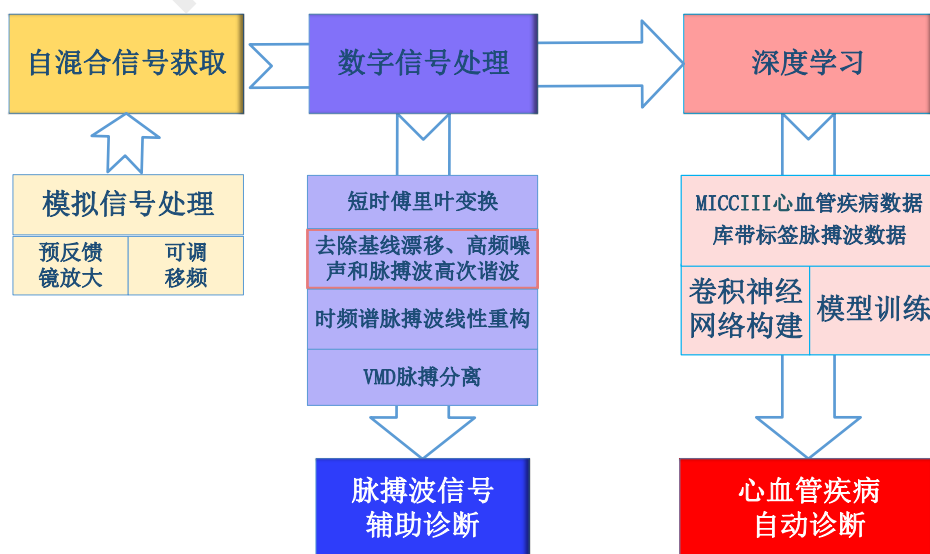 自混合信号获取
数字信号处理
深度学习
模拟信号处理
预反馈
镜放大
可调
移频
短时傅里叶变换
去除基线漂移、高频噪
声和脉搏波高次谐波
时频谱脉搏波线性重构
VMD脉搏分离
MICCIII心血管疾病数据
库带标签脉搏波数据
卷积神经
网络构建
模型训练
脉搏波信号
辅助诊断
心血管疾病
自动诊断